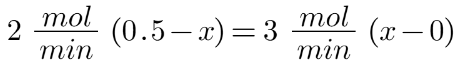 2 mol/min (0.5 − x) = 3 mol/min (x − 0)